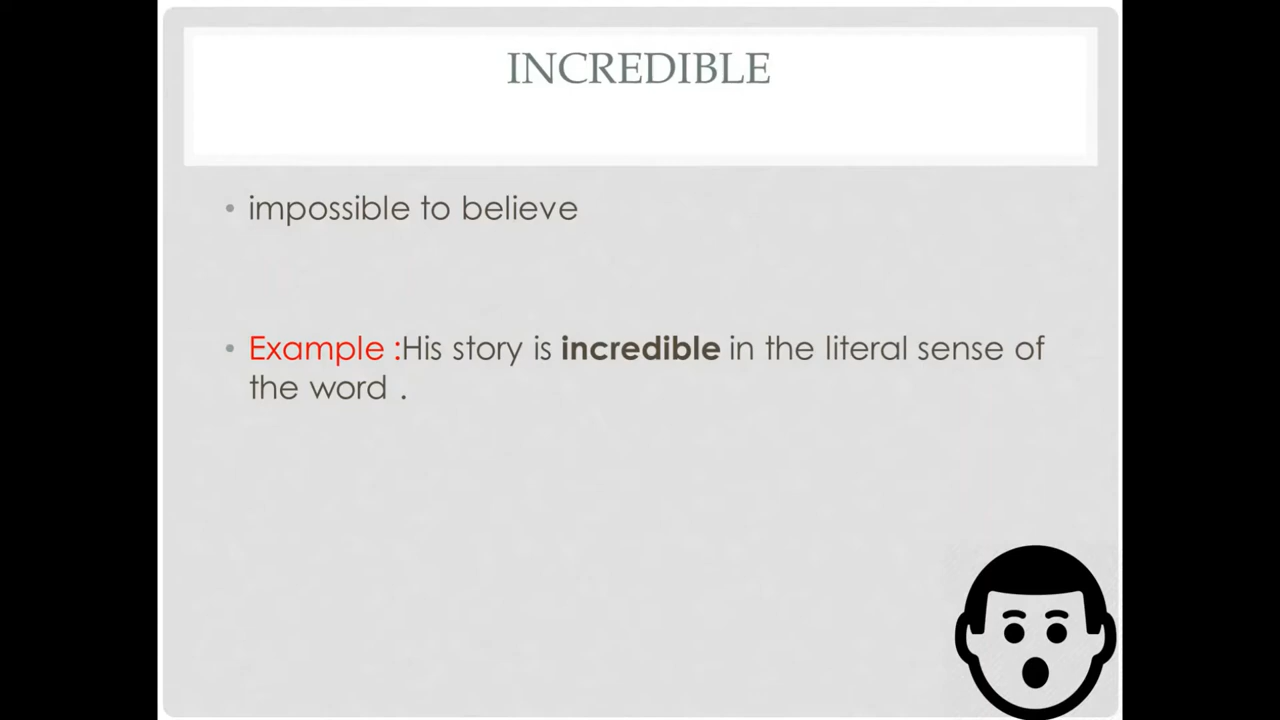 INCREDIBLE
• impossible to believe
• Example :His story is incredible in the literal sense of
the word .